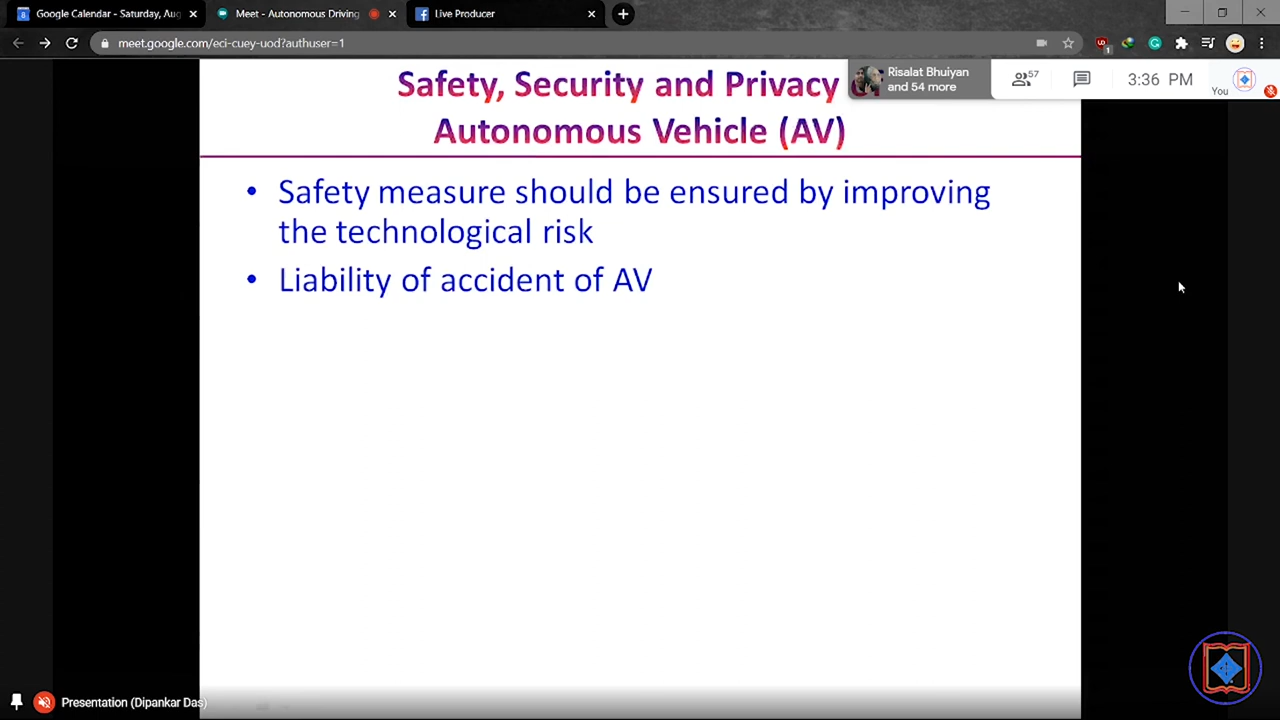 Google Calendar - Saturday, Aug
Meet - Autonomous Driving
Live Producer
meet.google.com/eci-cuey-uod?authuser=1
Safety, Security and Privacy
Risalat Bhuiyan
and 54 more
57
3:36 PM
You
Autonomous Vehicle (AV)
• Safety measure should be ensured by improving
the technological risk
• Liability of accident of AV
Presentation (Dipankar Das)